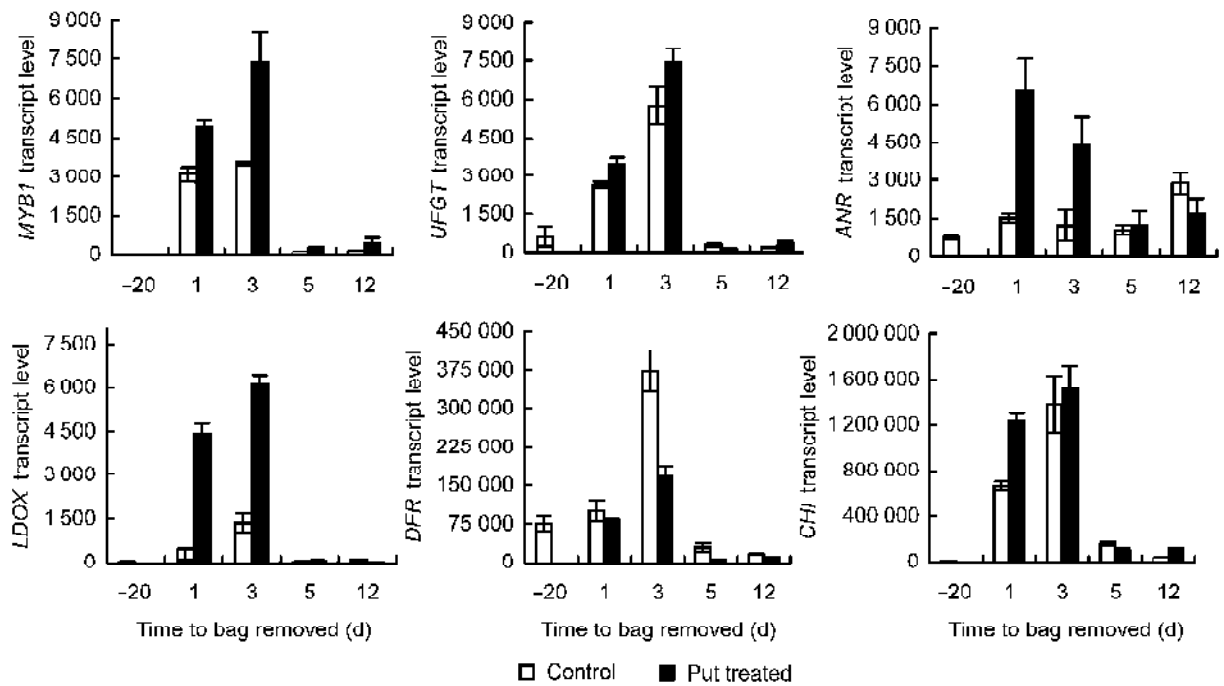 MYB1 transcript level
9 000
7 500
6 000
4 500
3 000
1 500
0
–20 1 3 5 12
UFGT transcript level
9 000
7 500
6 000
4 500
3 000
1 500
0
–20 1 3 5 12
ANR transcript level
9 000
7 500
6 000
4 500
3 000
1 500
0
–20 1 3 5 12
LDOX transcript level
7 500
6 000
4 500
3 000
1 500
0
–20 1 3 5 12
Time to bag removed (d)
DFR transcript level
450 000
375 000
300 000
225 000
150 000
75 000
0
–20 1 3 5 12
Time to bag removed (d)
CHI transcript level
2 000 000
1 600 000
1 200 000
800 000
400 000
0
–20 1 3 5 12
Time to bag removed (d)
Control Put treated